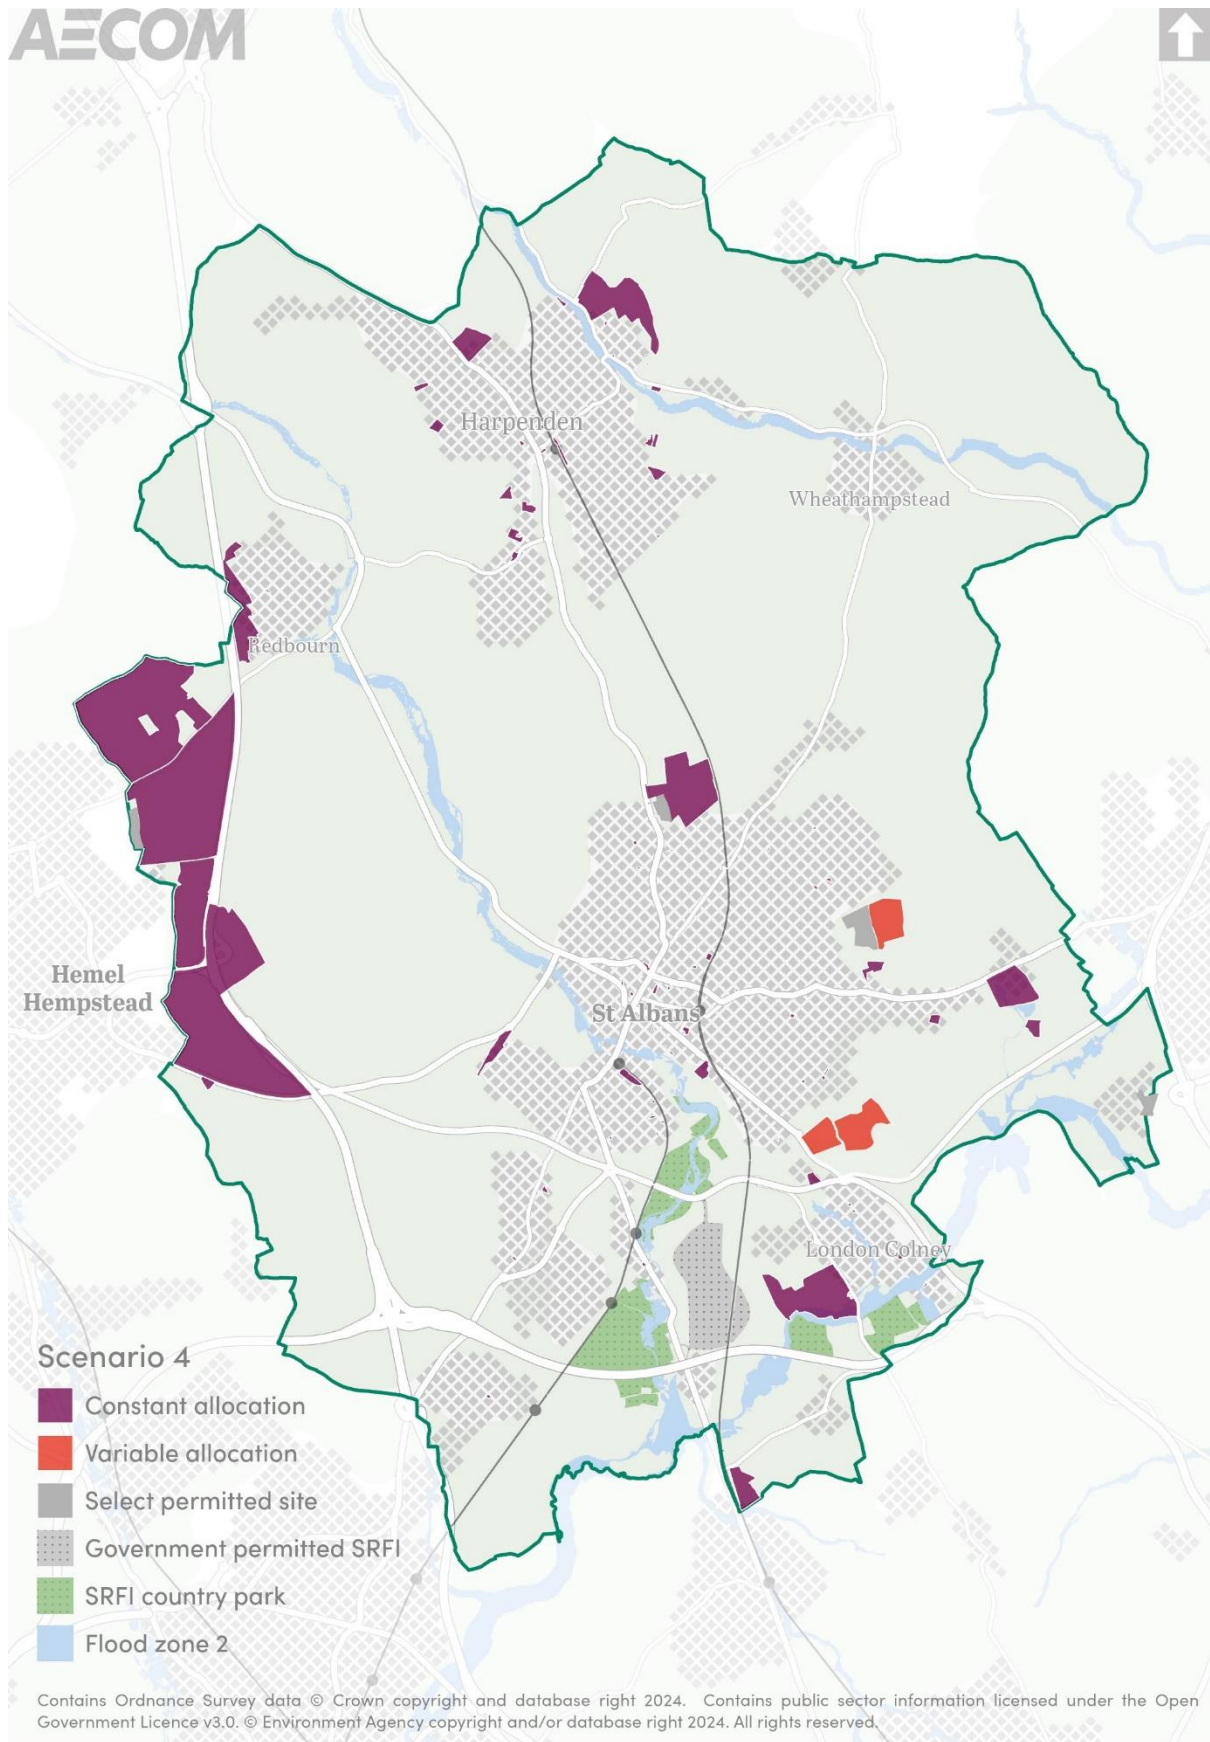 AECOM
Harpenden
Wheathampstead
Redbourn
Hemel
Hempstead
St Albans
London Colney
Scenario 4
Constant allocation
Variable allocation
Select permitted site
Government permitted SRFI
SRFI country park
Flood zone 2
Contains Ordnance Survey data © Crown copyright and database right 2024. Contains public sector information licensed under the Open
Government Licence v3.0. © Environment Agency copyright and/or database right 2024. All rights reserved.